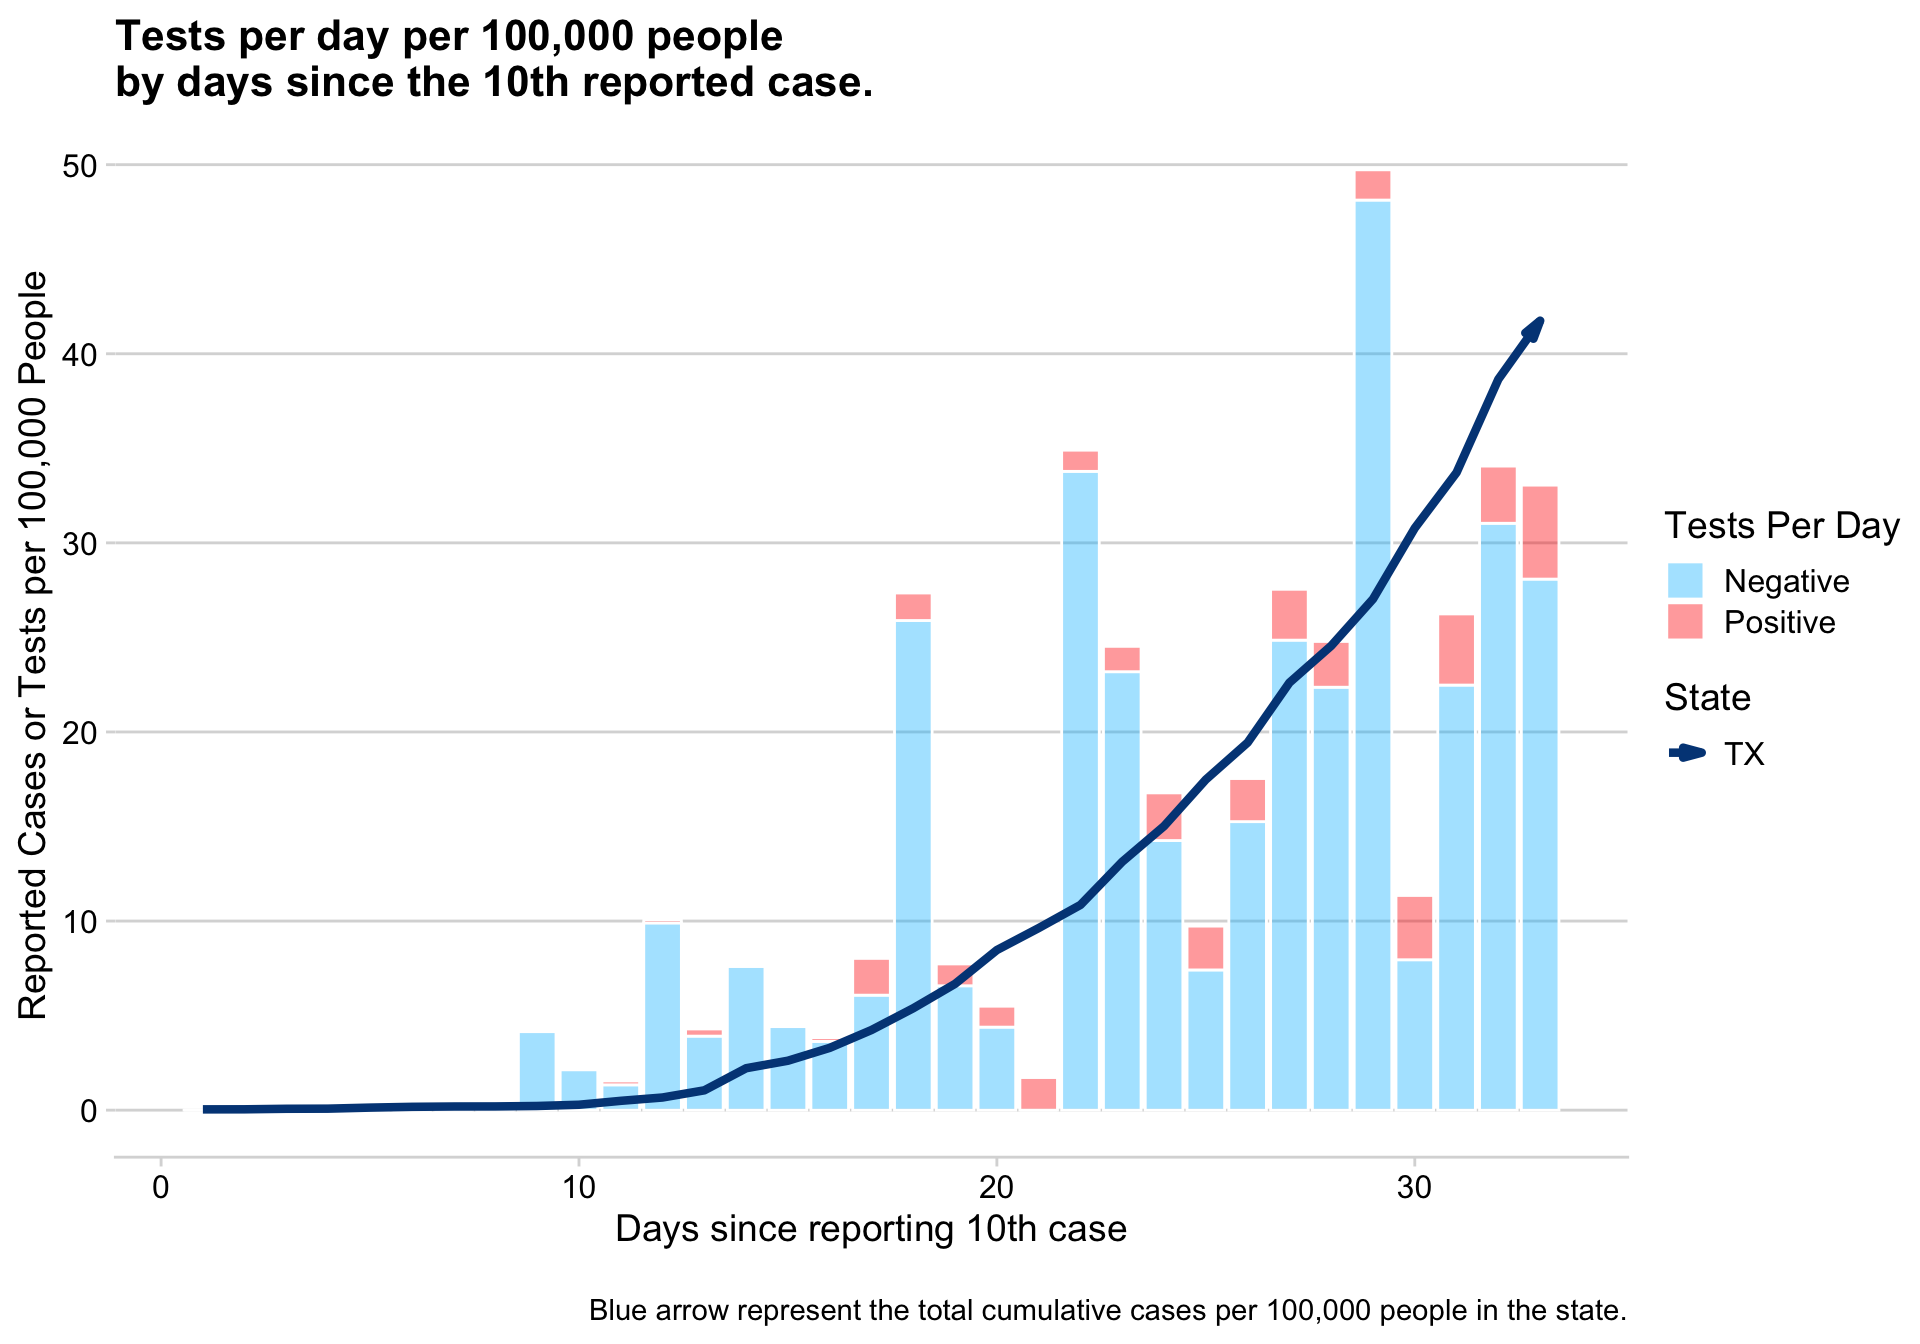 Tests per day per 100,000 people
by days since the 10th reported case.
Reported Cases or Tests per 100,000 People
50
40
30
20
10
0
0
10
20
30
Days since reporting 10th case
Tests Per Day
Negative
Positive
State
TX
Blue arrow represent the total cumulative cases per 100,000 people in the state.